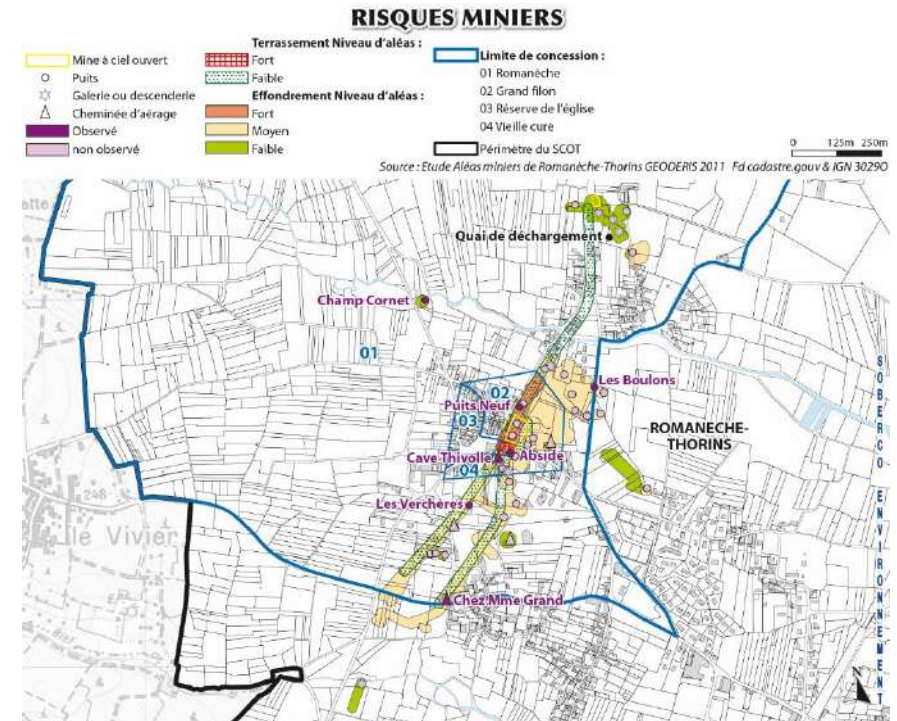 RISQUES MINIERS
Mine à ciel ouvert
Puits
Galerie ou descenderie
Cheminée d'aérage
Observé
non observé
Terrassement Niveau d'aléas :
Fort
Faible
Effondrement Niveau d'aléas :
Fort
Moyen
Faible
Limite de concession :
01 Romanèche
02 Grand filon
03 Réserve de l'église
04 Vieille cure
Périmètre du SCOT
0 125m 250m
Source : Etude Aléas miniers de Romanèche-Thorins GEODERIS 2011 Fd cadastre.gouv & IGN 3029O
Quai de déchargement
Champ Cornet
01
Les Boulons
02
Puits Neuf
03
ROMANECHE-
THORINS
Cave Thivolle
Abside
04
Les Vercheres
248
le Vivier
Chez Mme Grand
SOBERCO ENVIRONNEMENT
N